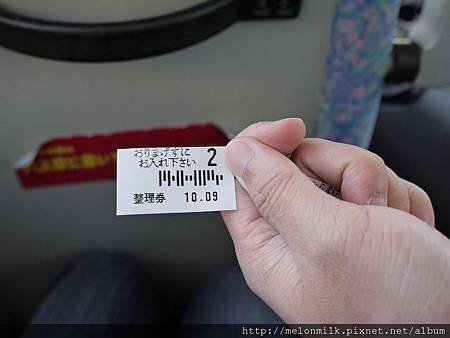 おりまげずに
お入れ下さい 2
整理券 10.09
http://melonmilk.pixnet.net/album